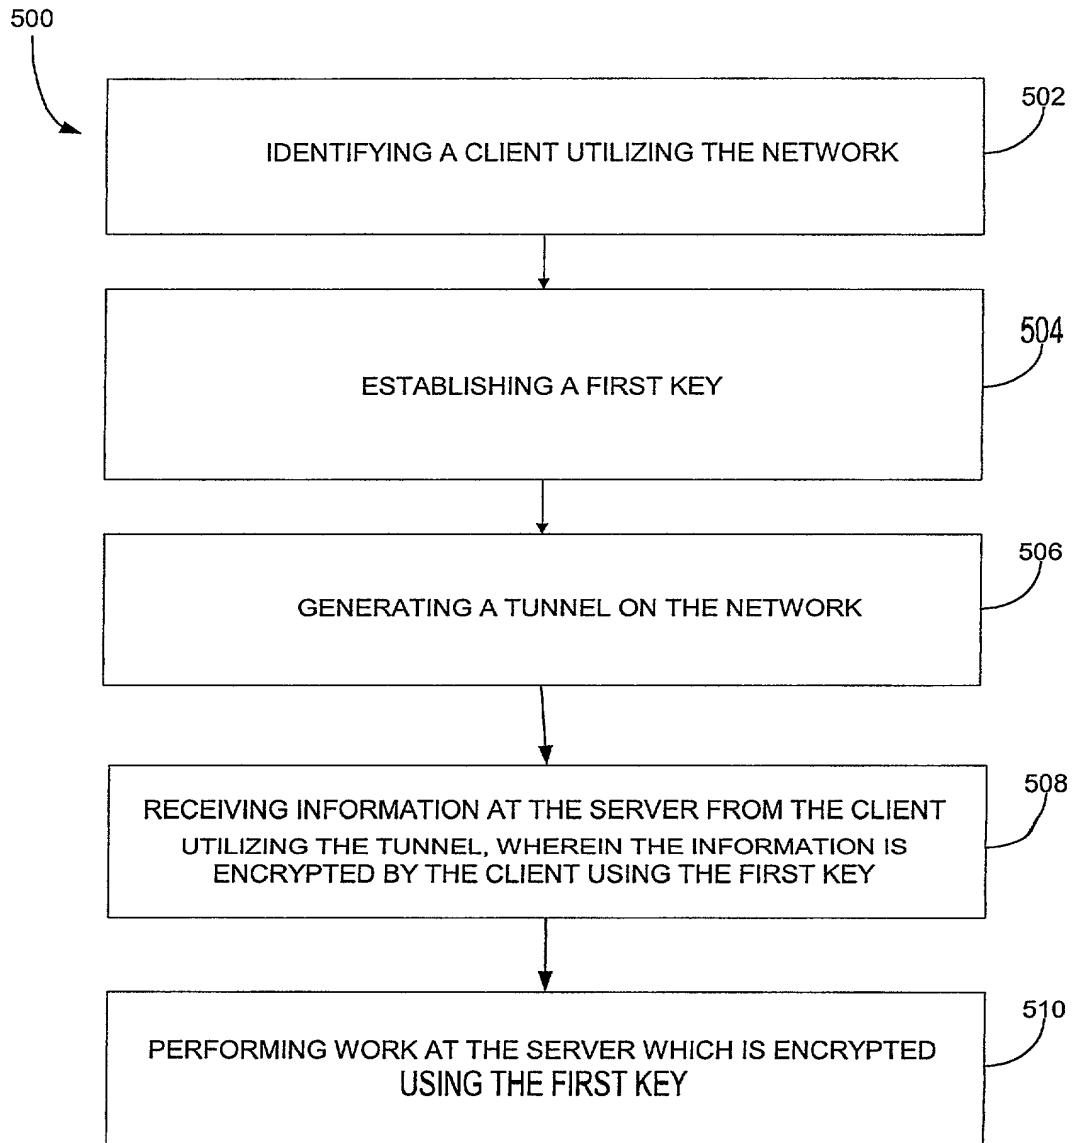 500
502
IDENTIFYING A CLIENT UTILIZING THE NETWORK
504
ESTABLISHING A FIRST KEY
506
GENERATING A TUNNEL ON THE NETWORK
508
RECEIVING INFORMATION AT THE SERVER FROM THE CLIENT
UTILIZING THE TUNNEL, WHEREIN THE INFORMATION IS
ENCRYPTED BY THE CLIENT USING THE FIRST KEY
510
PERFORMING WORK AT THE SERVER WHICH IS ENCRYPTED
USING THE FIRST KEY